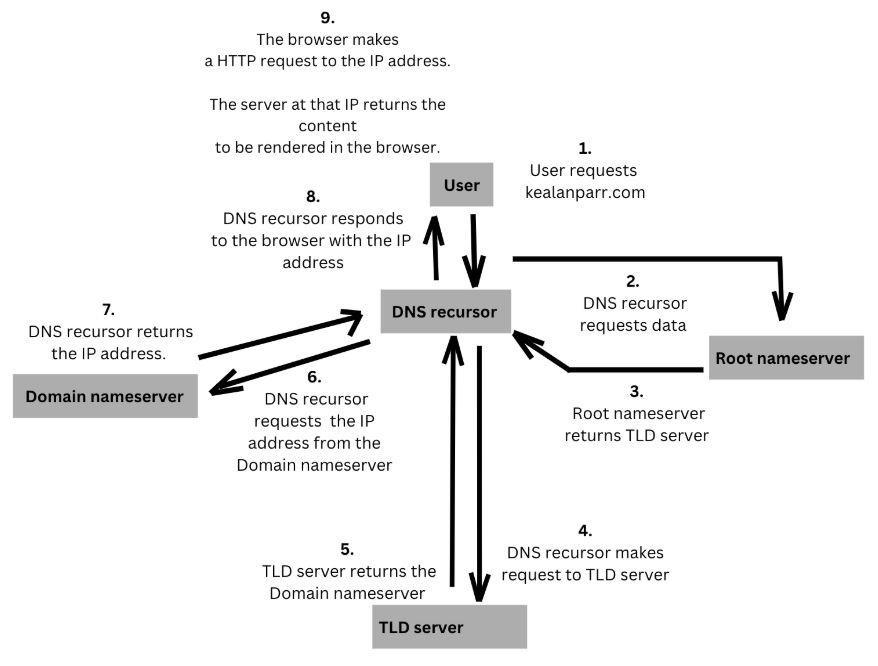 9.
The browser makes
a HTTP request to the IP address.
The server at that IP returns the
content
to be rendered in the browser.
1.
User requests
kealanparr.com
User
8.
DNS recursor responds
to the browser with the IP
address
2.
DNS recursor
requests data
DNS recursor
7.
DNS recursor returns
the IP address.
Root nameserver
Domain nameserver
6.
DNS recursor
requests the IP
address from the
Domain nameserver
3.
Root nameserver
returns TLD server
5.
TLD server returns the
Domain nameserver
4.
DNS recursor makes
request to TLD server
TLD server